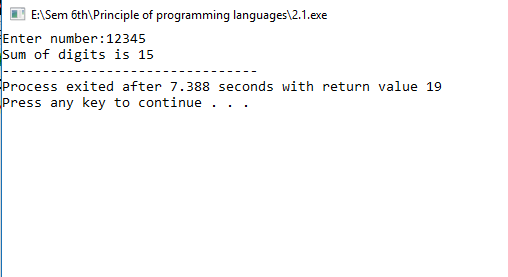 E:\Sem 6th\Principle of programming languages\2.1.exe
Enter number:12345
Sum of digits is 15
--------------------------------
Process exited after 7.388 seconds with return value 19
Press any key to continue . . .